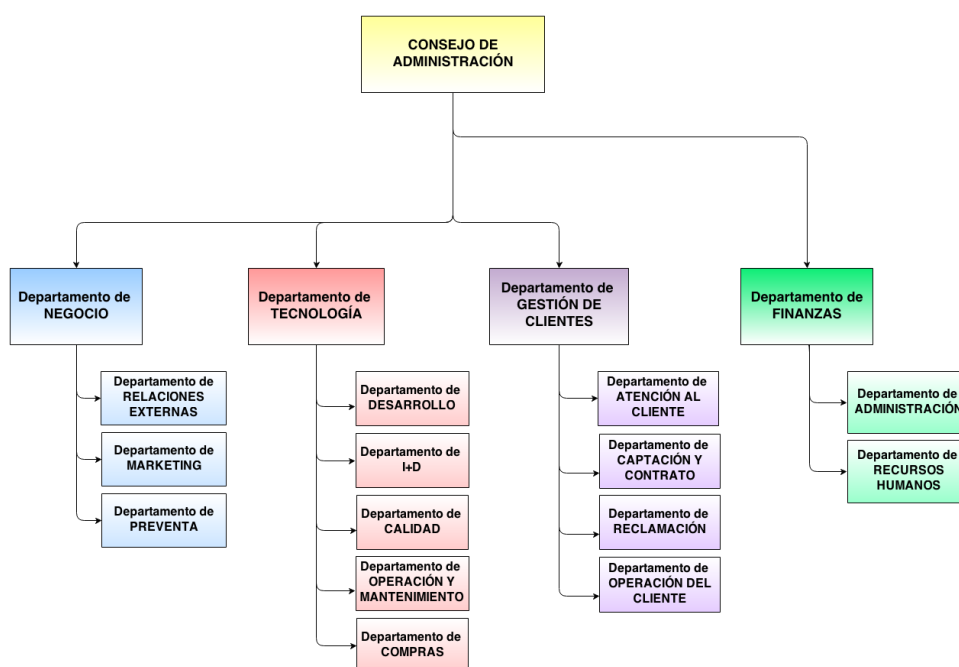 CONSEJO DE
ADMINISTRACIÓN
Departamento de
NEGOCIO
Departamento de
TECNOLOGÍA
Departamento de
GESTIÓN DE
CLIENTES
Departamento de
FINANZAS
Departamento de
RELACIONES
EXTERNAS
Departamento de
MARKETING
Departamento de
PREVENTA
Departamento de
DESARROLLO
Departamento de
I+D
Departamento de
CALIDAD
Departamento de
OPERACIÓN Y
MANTENIMIENTO
Departamento de
COMPRAS
Departamento de
ATENCIÓN AL
CLIENTE
Departamento de
CAPTACIÓN Y
CONTRATO
Departamento de
RECLAMACIÓN
Departamento de
OPERACIÓN DEL
CLIENTE
Departamento de
ADMINISTRACIÓN
Departamento de
RECURSOS
HUMANOS